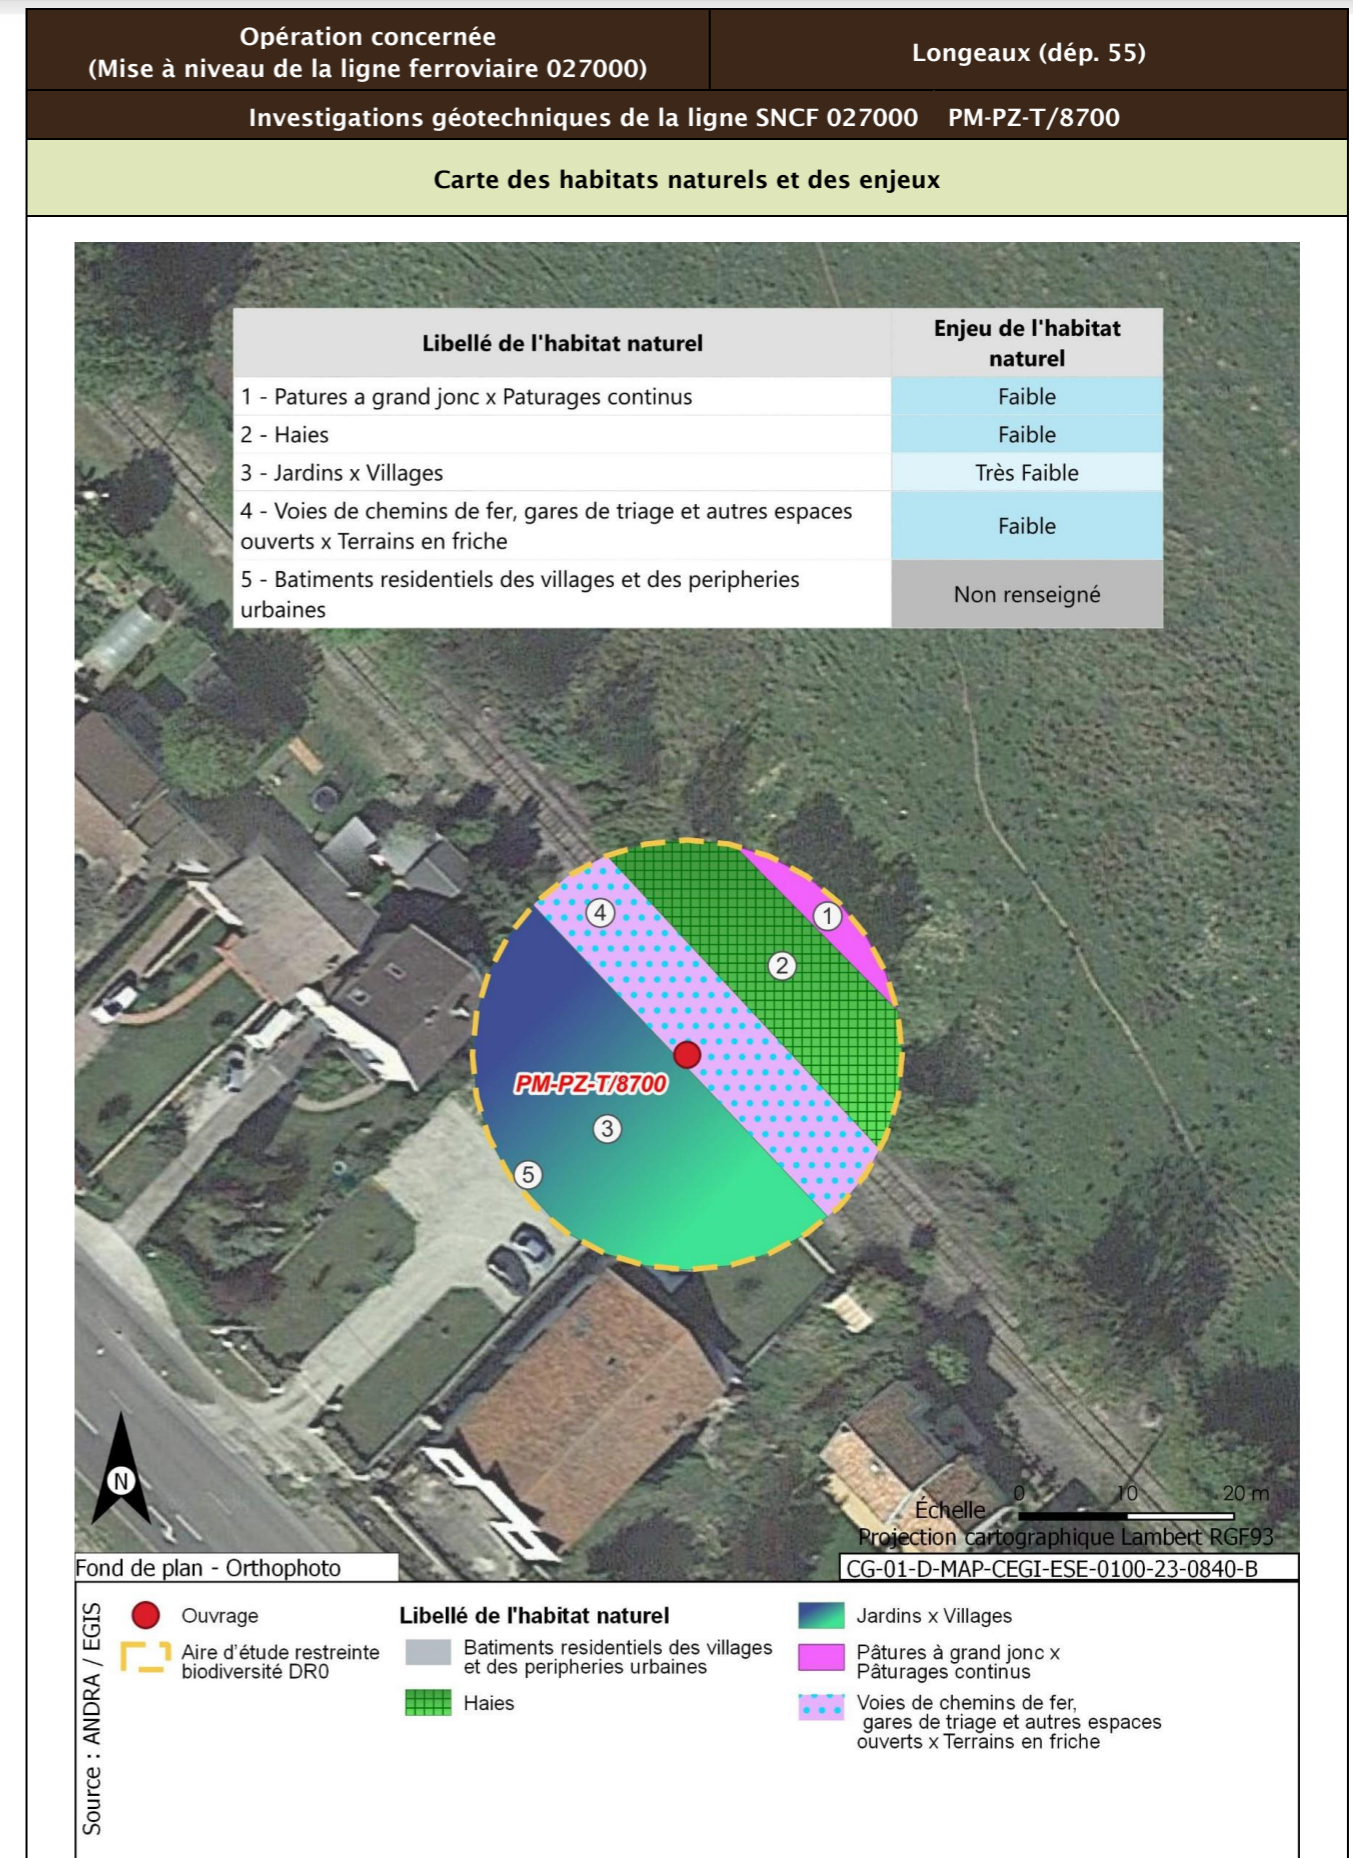 Opération concernée
(Mise à niveau de la ligne ferroviaire 027000)
Longeaux (dép. 55)
Investigations géotechniques de la ligne SNCF 027000 PM-PZ-T/8700
Carte des habitats naturels et des enjeux
Libellé de l'habitat naturel
Enjeu de l'habitat
naturel
1 - Patures a grand jonc x Paturages continus
Faible
2 - Haies
Faible
3 - Jardins x Villages
Très Faible
4 - Voies de chemins de fer, gares de triage et autres espaces
ouverts x Terrains en friche
Faible
5 - Batiments residentiels des villages et des peripheries
urbaines
Non renseigné
4
1
2
PM-PZ-T/8700
3
5
N
Échelle
0 10 20 m
Projection cartographique Lambert RGF93
Fond de plan - Orthophoto
CG-01-D-MAP-CEGI-ESE-0100-23-0840-B
Source : ANDRA / EGIS
Ouvrage
Aire d'étude restreinte
biodiversité DR0
Libellé de l'habitat naturel
Batiments residentiels des villages
et des peripheries urbaines
Haies
Jardins x Villages
Pâtures à grand jonc x
Pâturages continus
Voies de chemins de fer,
gares de triage et autres espaces
ouverts x Terrains en friche